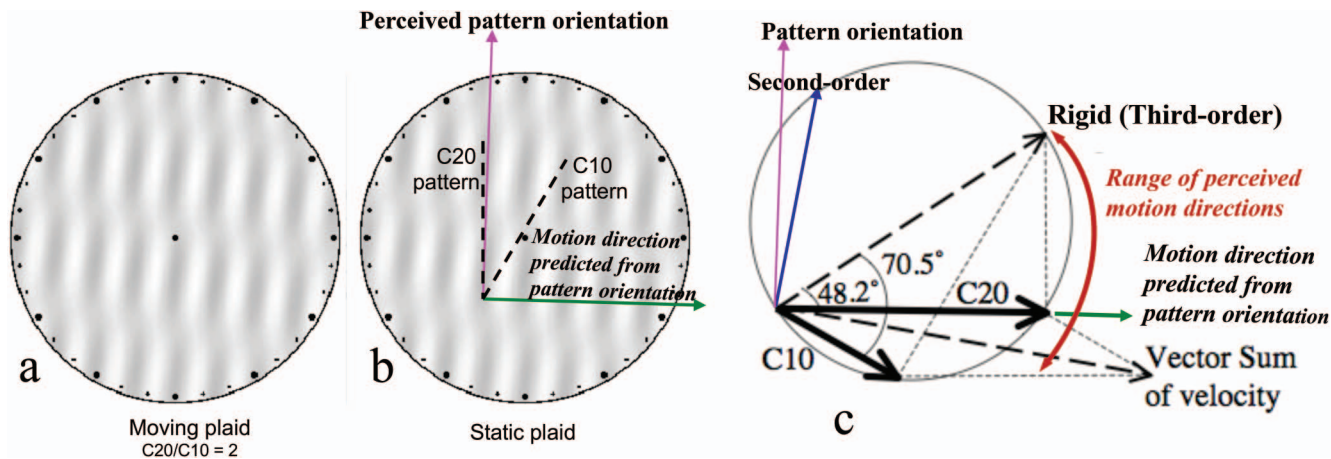 Perceived pattern orientation
C20
pattern
C10
pattern
Motion direction
predicted from
pattern orientation
a
Moving plaid
C20/C10 = 2
b
Static plaid
Pattern orientation
Second-order
Rigid (Third-order)
Range of perceived
motion directions
70.5°
48.2°
C20
C10
Motion direction
predicted from
pattern orientation
Vector Sum
of velocity
c